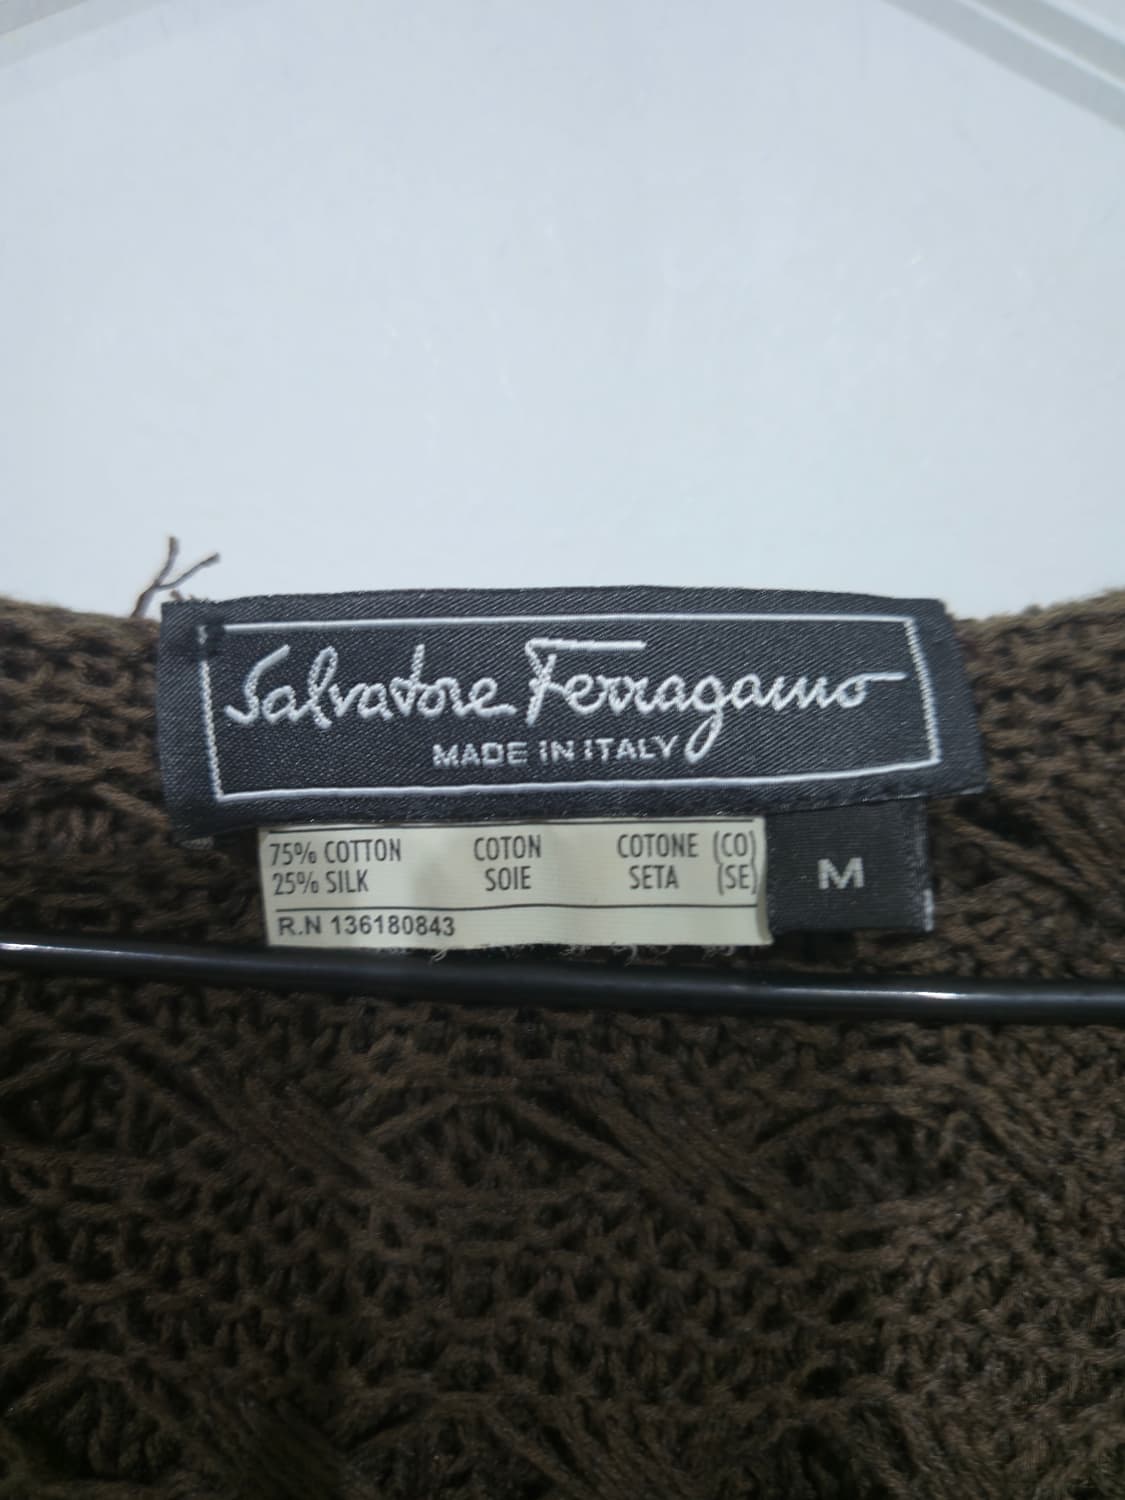 Salvatore Ferragamo
MADE IN ITALY
75% COTTON COTON COTONE (CO)
25% SILK SOIE SETA (SE)
R.N 136180843
M